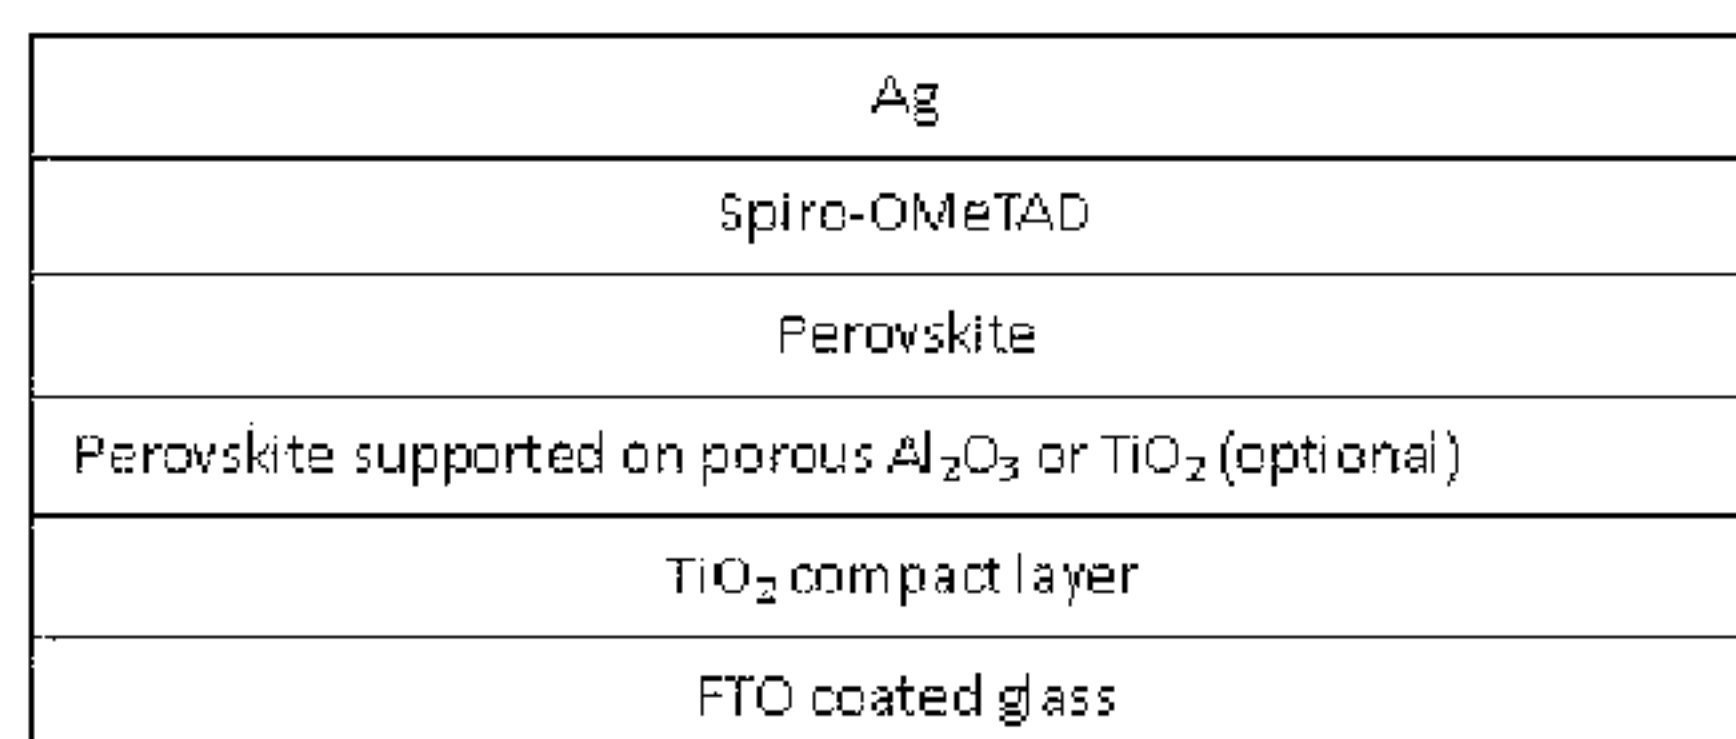 Ag
Spiro-OMeTAD
Perovskite
Perovskite supported on porous Al₂O₃ or TiO₂ (optional)
TiO₂ compact layer
FTO coated glass